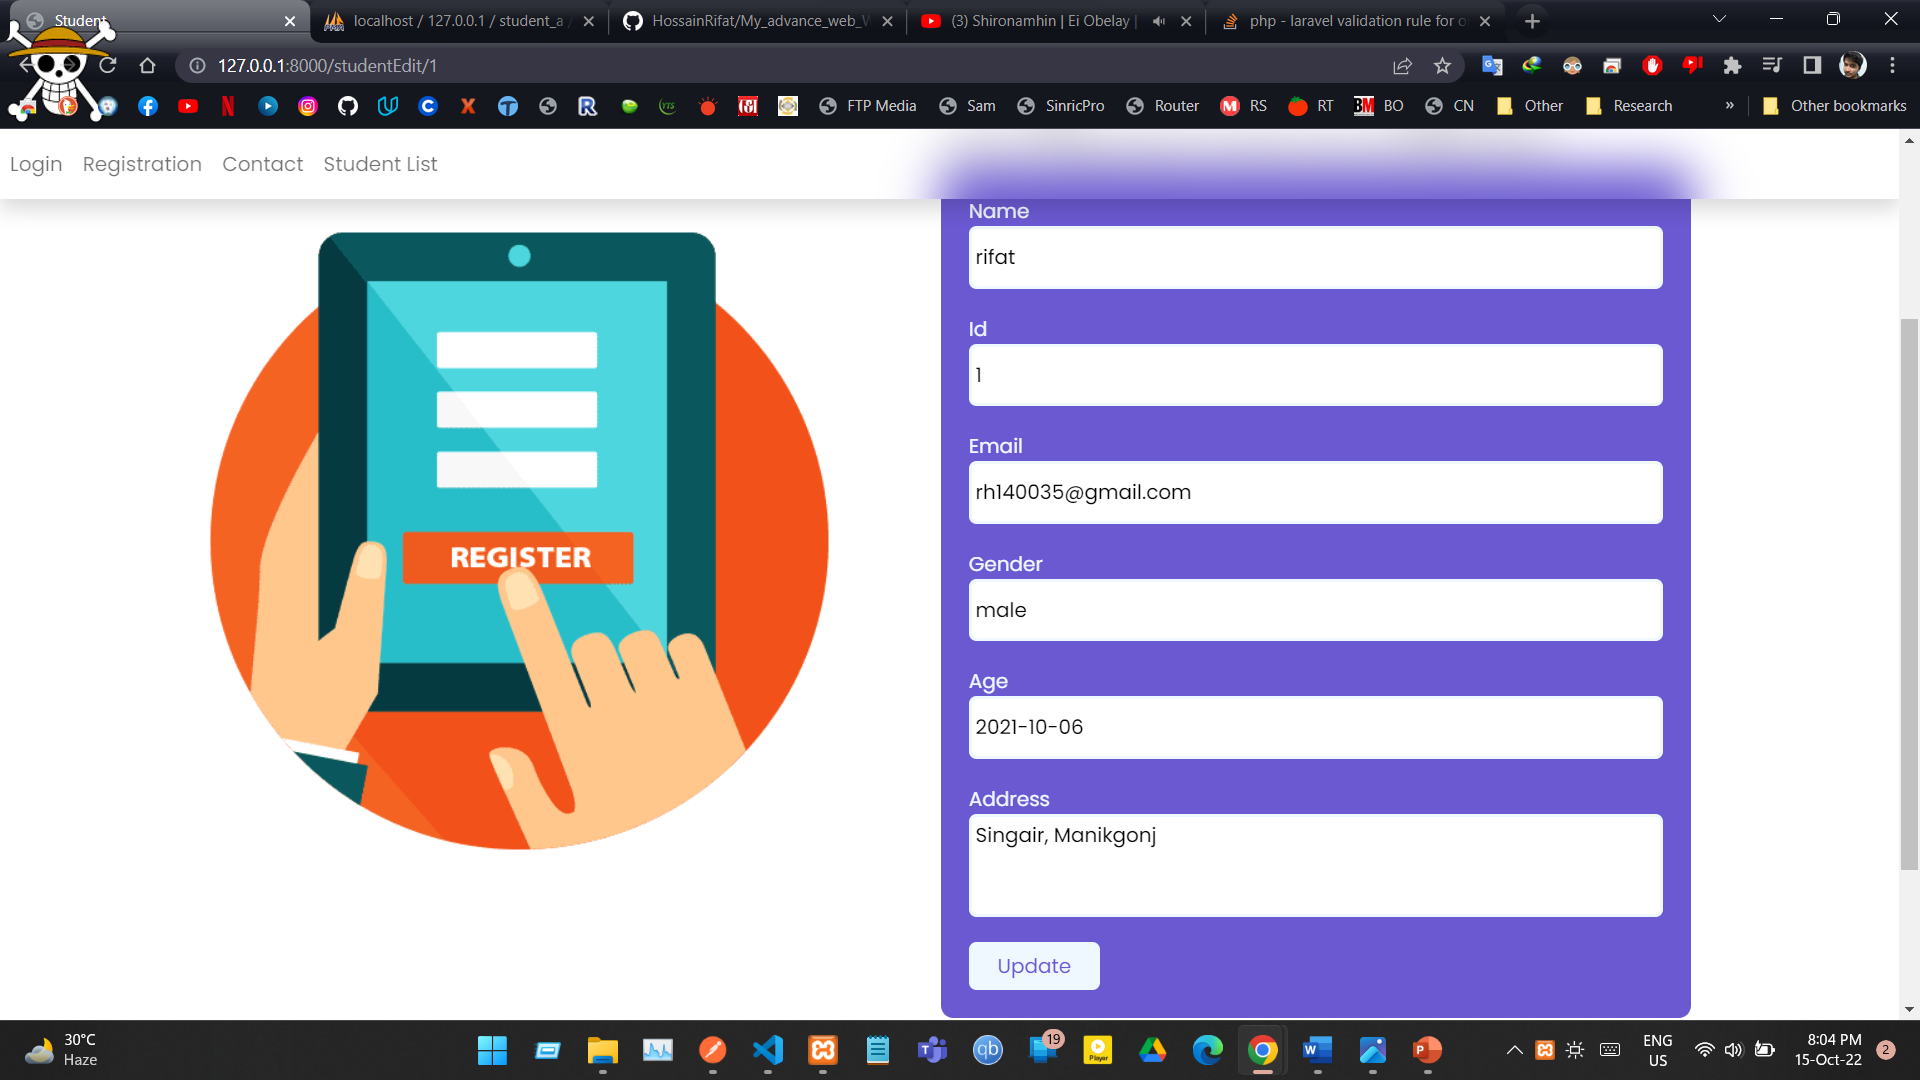 Student
localhost / 127.0.0.1 / student_a
HossainRifat/My_advance_web_W
(3) Shironamhin | Ei Obelay |
php - laravel validation rule for o
127.0.0.1:8000/studentEdit/1
FTP Media
Sam
SinricPro
Router
RS
RT
BO
CN
Other
Research
»
Other bookmarks
Login Registration Contact Student List
Name
rifat
Id
1
Email
rh140035@gmail.com
Gender
male
Age
2021-10-06
Address
Singair, Manikgonj
Update
REGISTER
30°C
Haze
19
Player
ENG
US
8:04 PM
15-Oct-22
2